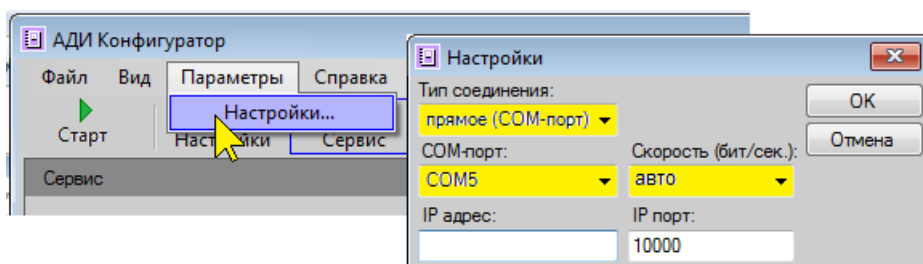 АДИ Конфигуратор
Файл Вид Параметры Справка
Настройки...
Старт Настройки Сервис
Сервис
Настройки
Тип соединения:
прямое (COM-порт)
OK
Отмена
COM-порт: Скорость (бит/сек.):
COM5 авто
IP адрес: IP порт:
10000